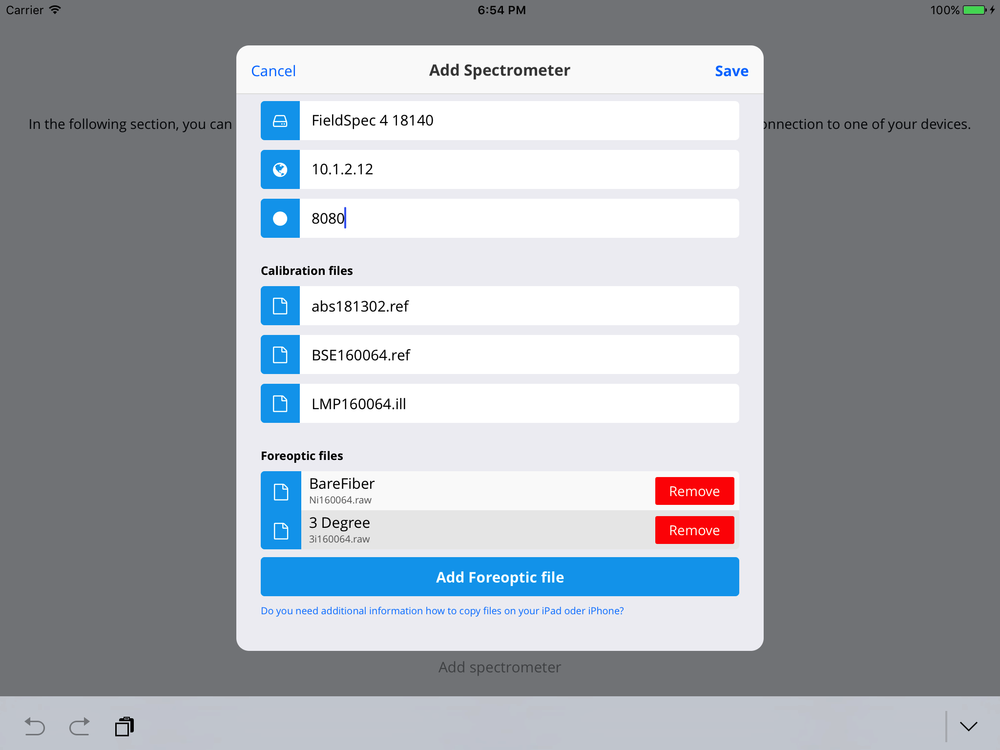 Carrier
6:54 PM
100%
Cancel
Add Spectrometer
Save
In the following section, you can
onnection to one of your devices.
FieldSpec 4 18140
10.1.2.12
8080
Calibration files
abs181302.ref
BSE160064.ref
LMP160064.ill
Foreoptic files
BareFiber
Ni160064.raw
Remove
3 Degree
3i160064.raw
Remove
Add Foreoptic file
Do you need additional information how to copy files on your iPad oder iPhone?
Add spectrometer